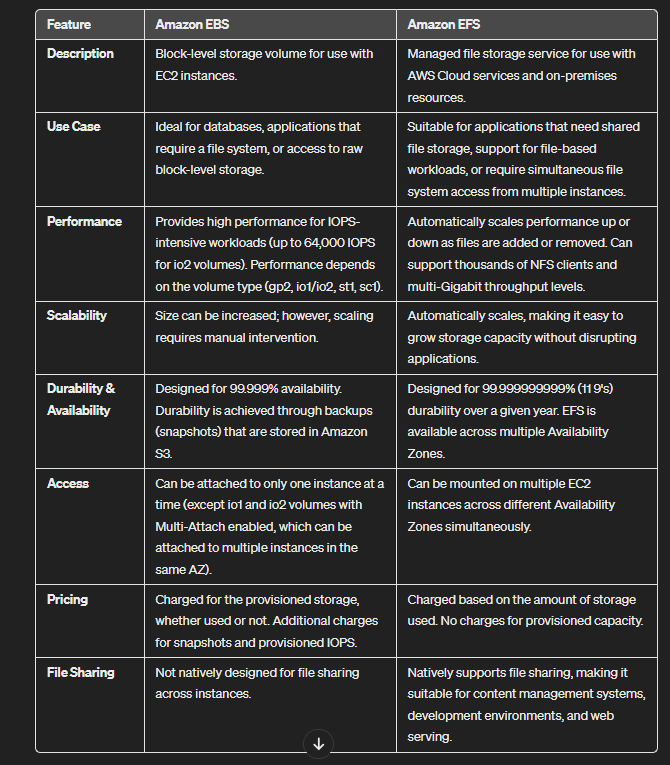 Feature Amazon EBS Amazon EFS
Description
Block-level storage volume for use with
EC2 instances.
Managed file storage service for use with
AWS Cloud services and on-premises
resources.
Use Case
Ideal for databases, applications that
require a file system, or access to raw
block-level storage.
Suitable for applications that need shared
file storage, support for file-based
workloads, or require simultaneous file
system access from multiple instances.
Performance
Provides high performance for IOPS-
intensive workloads (up to 64,000 IOPS
for io2 volumes). Performance depends
on the volume type (gp2, io1/io2, st1, sc1).
Automatically scales performance up or
down as files are added or removed. Can
support thousands of NFS clients and
multi-Gigabit throughput levels.
Scalability
Size can be increased; however, scaling
requires manual intervention.
Automatically scales, making it easy to
grow storage capacity without disrupting
applications.
Durability &
Availability
Designed for 99.999% availability.
Durability is achieved through backups
(snapshots) that are stored in Amazon
S3.
Designed for 99.999999999% (11 9's)
durability over a given year. EFS is
available across multiple Availability
Zones.
Access
Can be attached to only one instance at a
time (except io1 and io2 volumes with
Multi-Attach enabled, which can be
attached to multiple instances in the
same AZ).
Can be mounted on multiple EC2
instances across different Availability
Zones simultaneously.
Pricing
Charged for the provisioned storage,
whether used or not. Additional charges
for snapshots and provisioned IOPS.
Charged based on the amount of storage
used. No charges for provisioned capacity.
File Sharing
Not natively designed for file sharing
across instances.
Natively supports file sharing, making it
suitable for content management systems,
development environments, and web
serving.